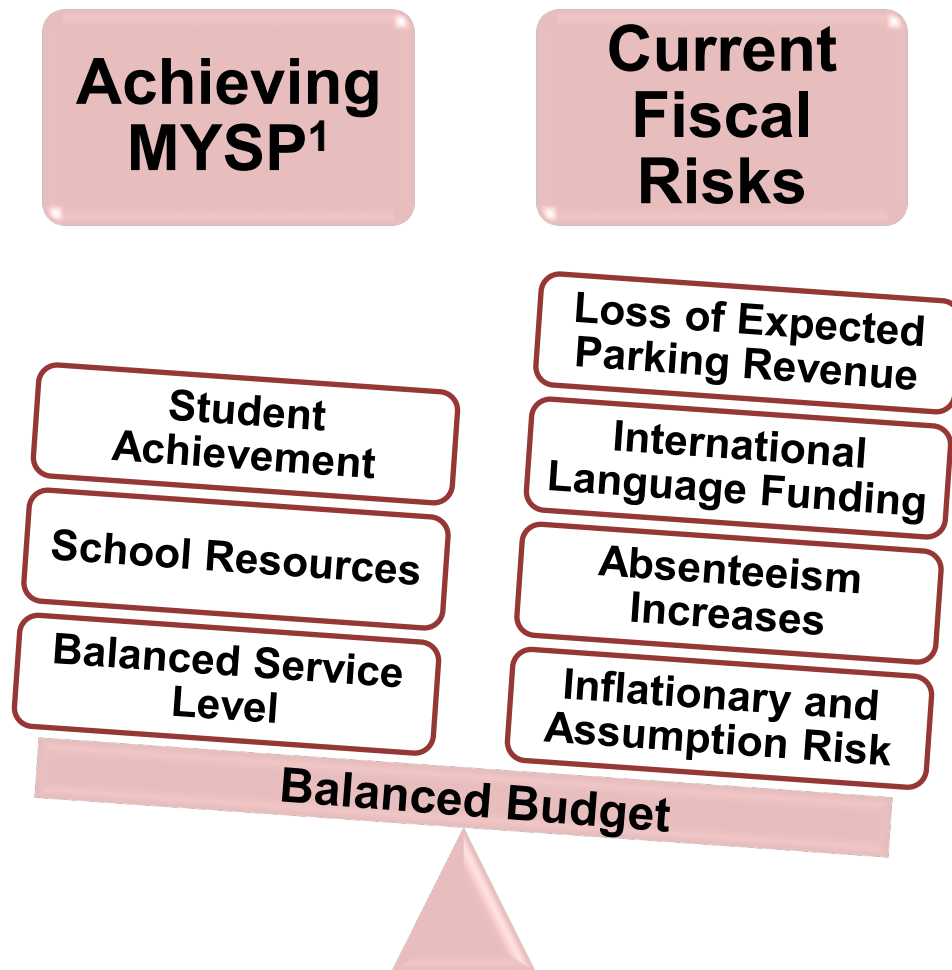 Achieving
MYSP¹
Current
Fiscal
Risks
Student
Achievement
School Resources
Balanced Service
Level
Loss of Expected
Parking Revenue
International
Language Funding
Absenteeism
Increases
Inflationary and
Assumption Risk
Balanced Budget